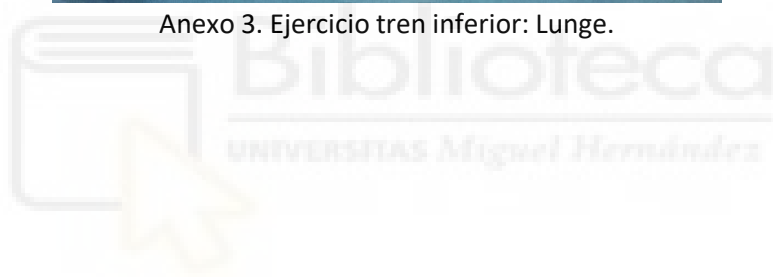 Anexo 3. Ejercicio tren inferior: Lunge.
Biblioteca
UNIVERSITAS Miguel Hernández